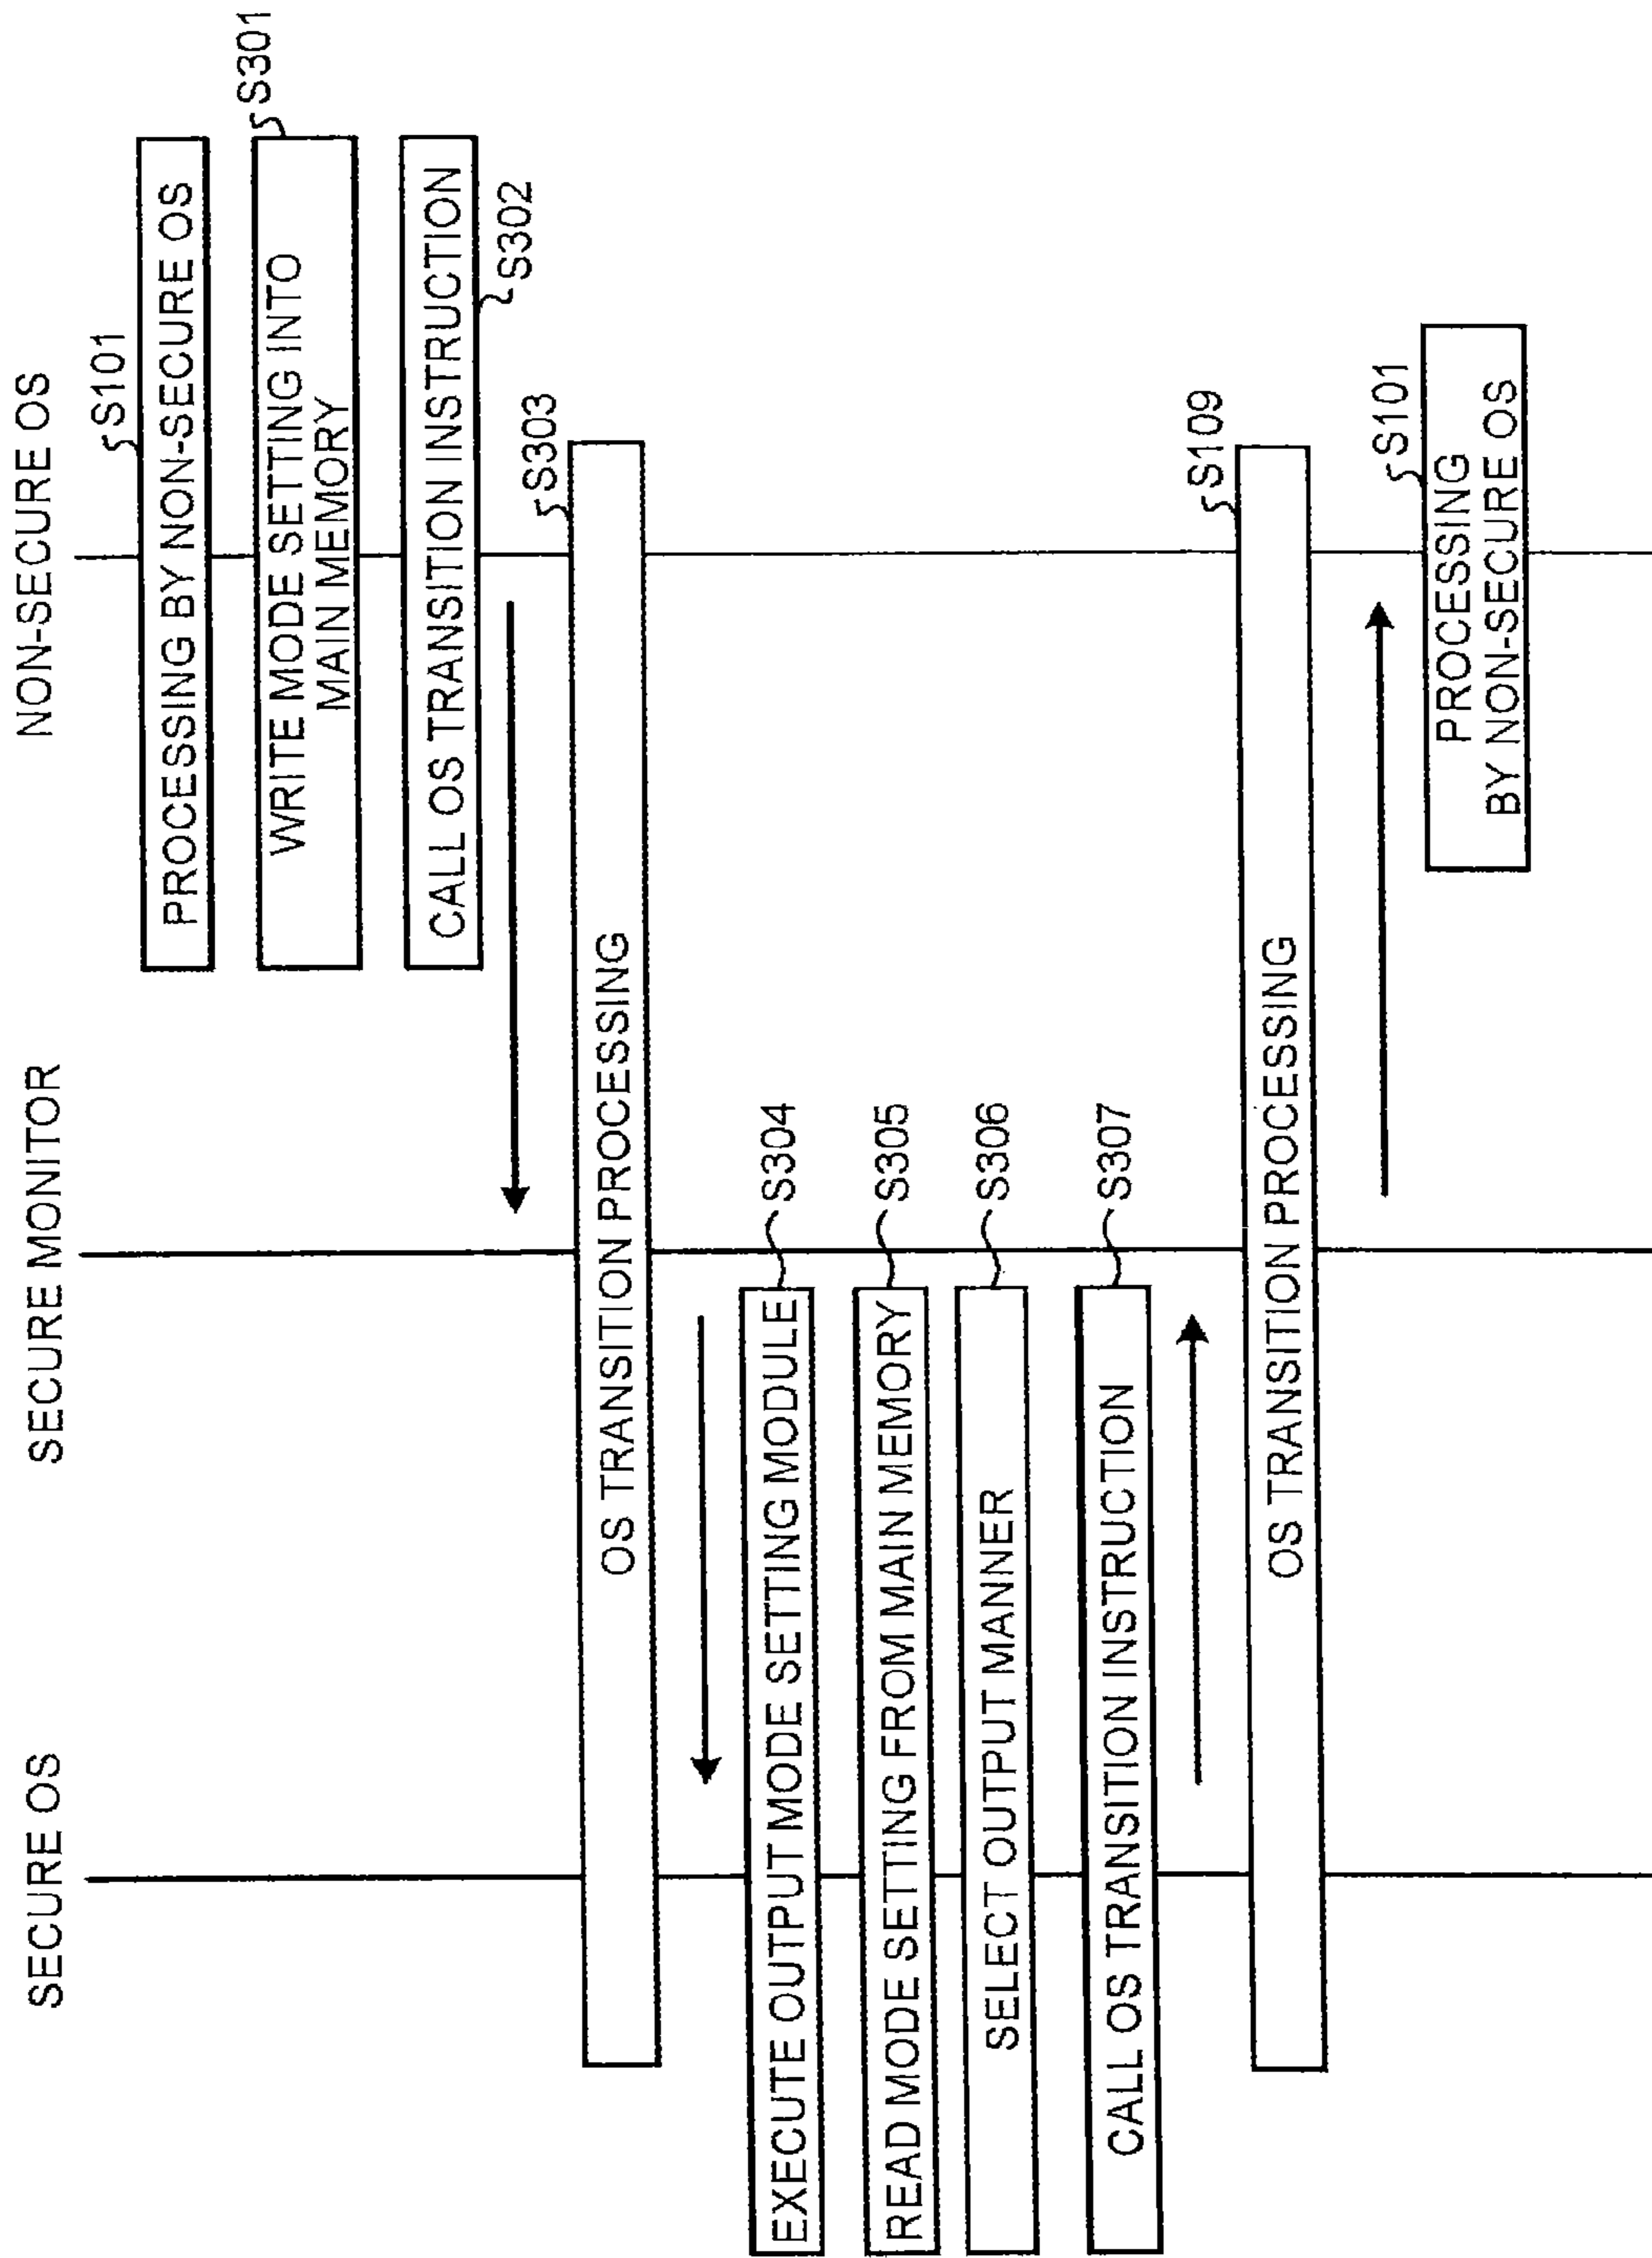 SECURE OS
SECURE MONITOR
NON-SECURE OS
S101
PROCESSING BY NON-SECURE OS
S301
WRITE MODE SETTING INTO
MAIN MEMORY
CALL OS TRANSITION INSTRUCTION
S302
S303
OS TRANSITION PROCESSING
EXECUTE OUTPUT MODE SETTING MODULE
S304
READ MODE SETTING FROM MAIN MEMORY
S305
SELECT OUTPUT MANNER
S306
CALL OS TRANSITION INSTRUCTION
S307
S109
OS TRANSITION PROCESSING
S101
PROCESSING
BY NON-SECURE OS